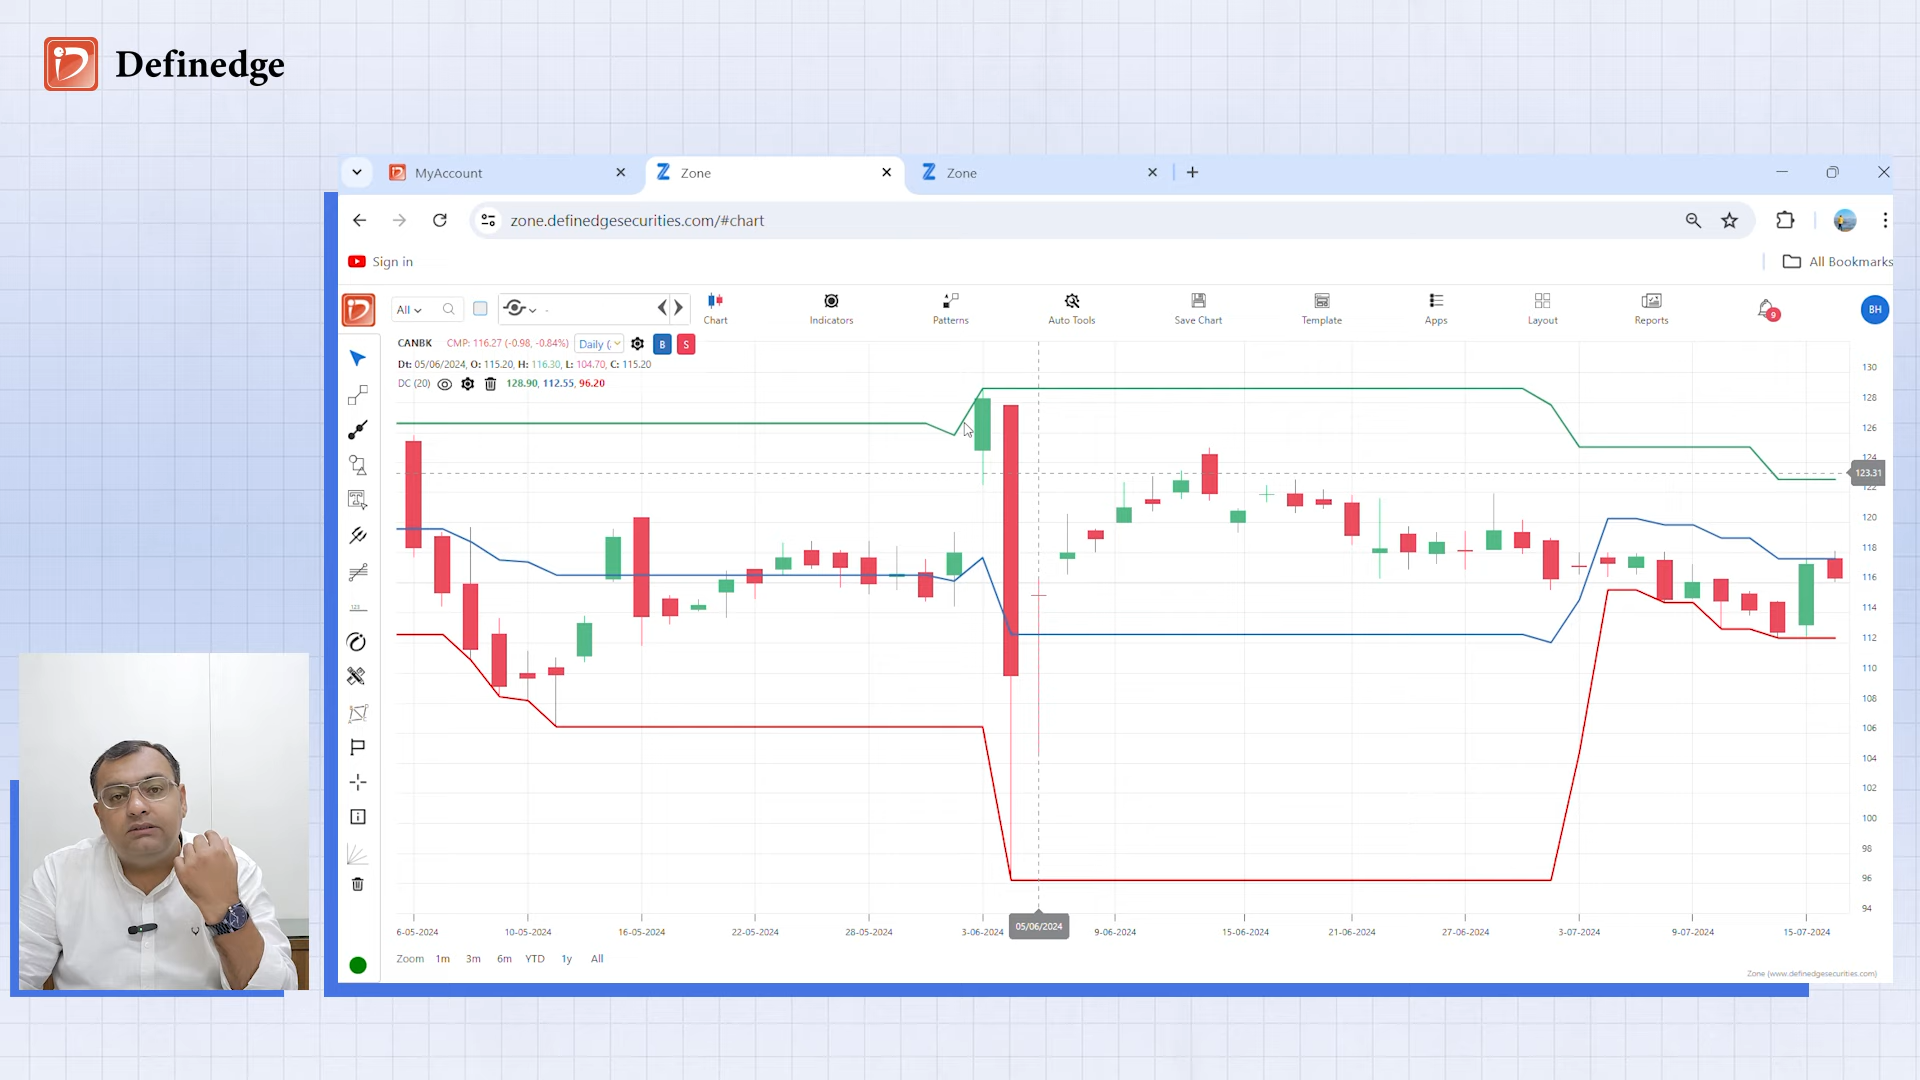 Definedge
MyAccount
Zone
Zone
zone.definedgesecurities.com/#chart
Sign in
All Bookmarks
All
Chart
Indicators
Patterns
Auto Tools
Save Chart
Template
Apps
Layout
Reports
9
BH
CANBK CMP: 116.27 (-0.98, -0.84%) Daily (. B S
Dt: 05/06/2024, O: 115.20, H: 116.30, L: 104.70, C: 115.20
DC (20) 128.90, 112.55, 96.20
130
128
126
124
123.31
122
120
118
116
114
112
110
108
106
104
102
100
98
96
94
123
6-05-2024 10-05-2024 16-05-2024 22-05-2024 28-05-2024 3-06-2024 05/06/2024 9-06-2024 15-06-2024 21-06-2024 27-06-2024 3-07-2024 9-07-2024 15-07-2024
Zoom 1m 3m 6m YTD 1y All
Zone (www.definedgesecurities.com)